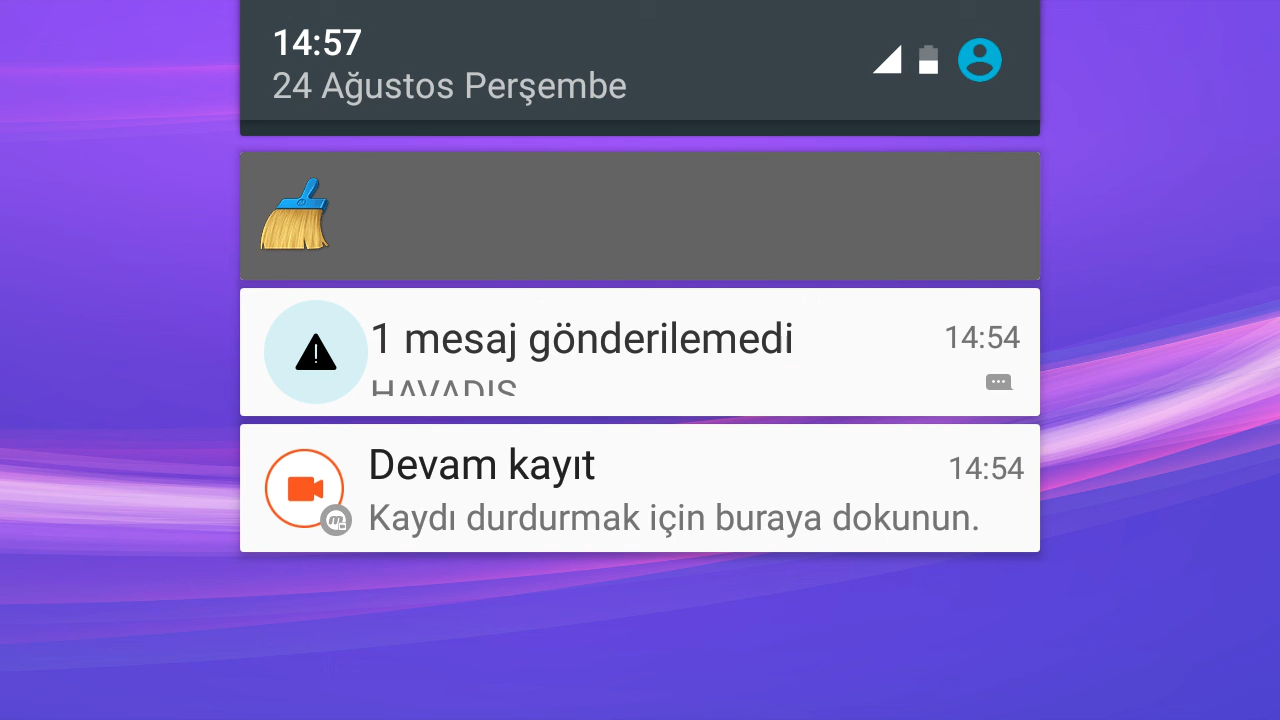 14:57
24 Ağustos Perşembe
1 mesaj gönderilemedi
14:54
HAVADIS
Devam kayıt
14:54
Kaydı durdurmak için buraya dokunun.